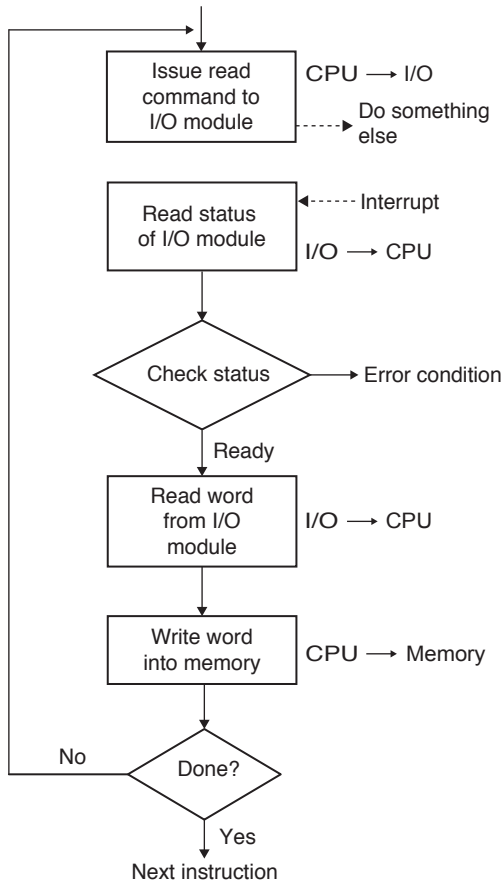 Issue read
command to
I/O module
CPU → I/O
Do something
else
Read status
of I/O module
Interrupt
I/O → CPU
Check status
Error condition
Ready
Read word
from I/O
module
I/O → CPU
Write word
into memory
CPU → Memory
Done?
No
Yes
Next instruction